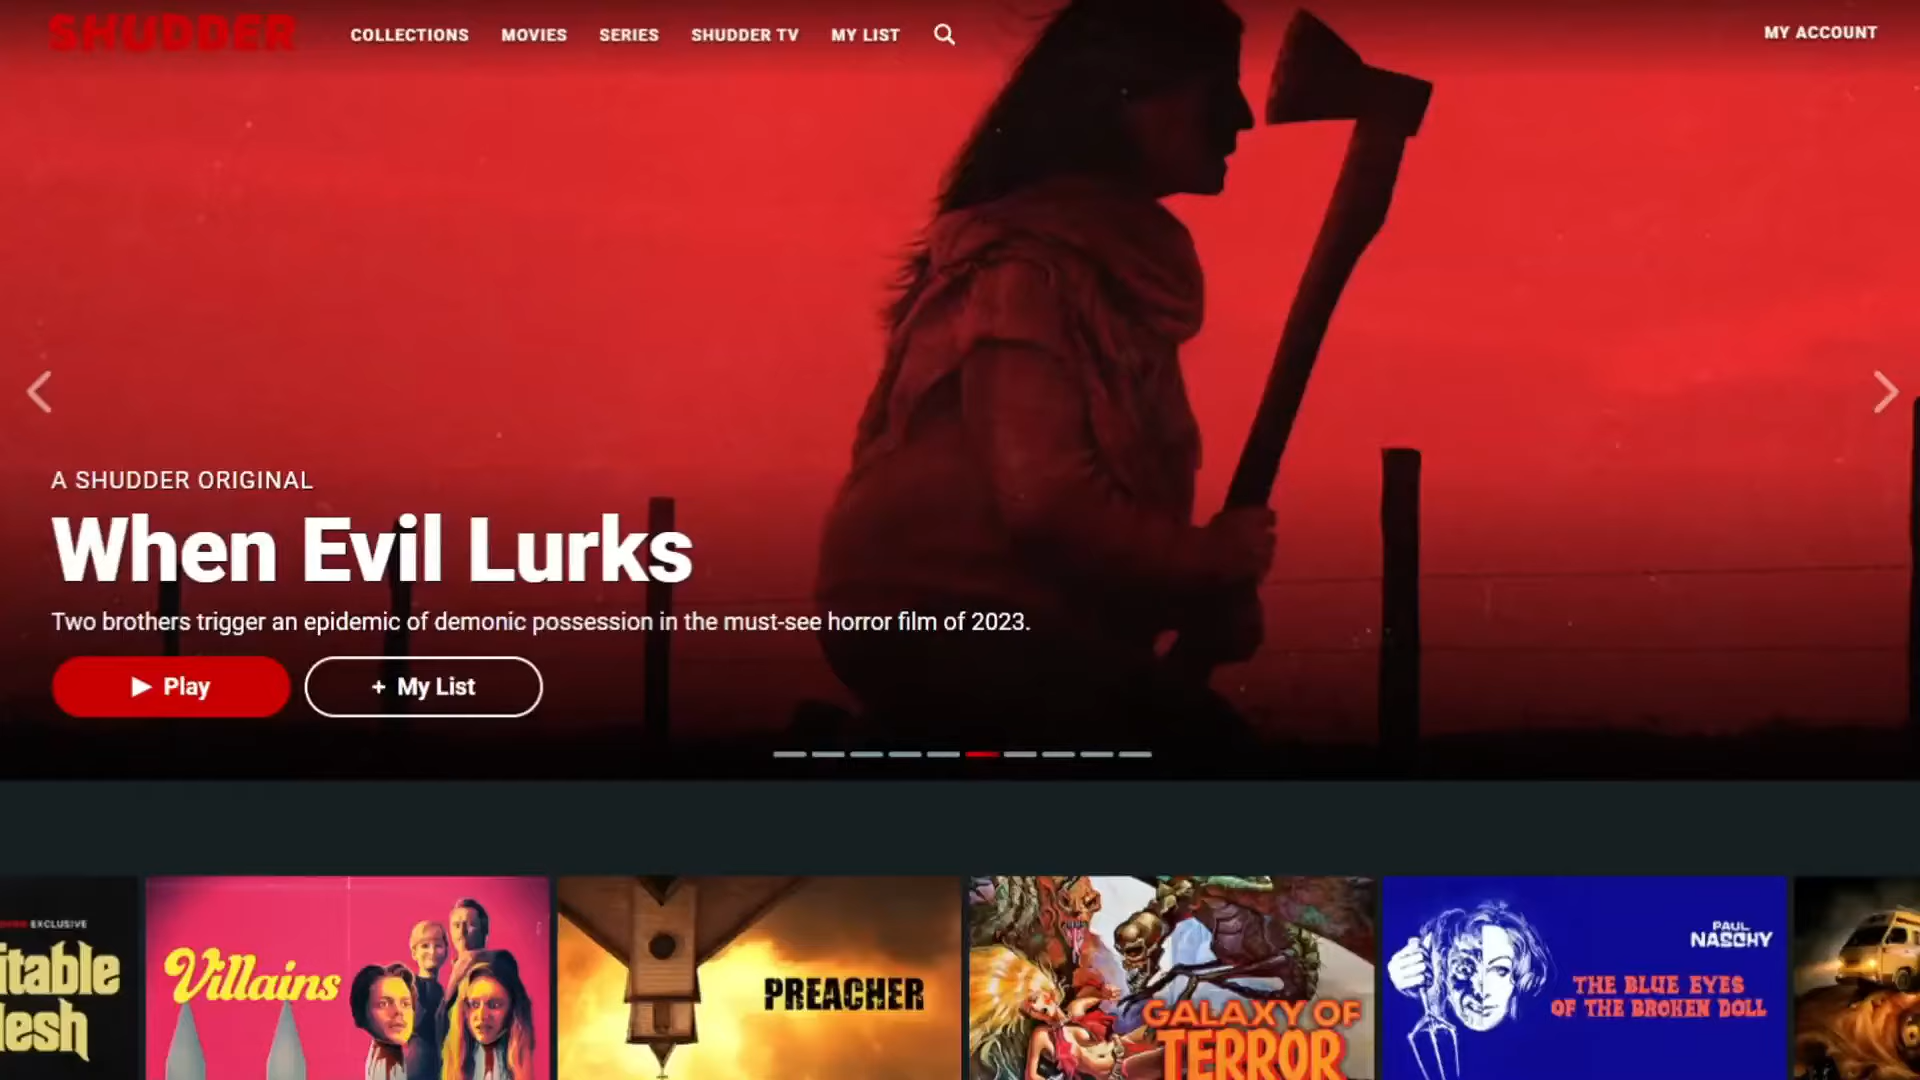 SHUDDER
COLLECTIONS
MOVIES
SERIES
SHUDDER TV
MY LIST
MY ACCOUNT
A SHUDDER ORIGINAL
When Evil Lurks
Two brothers trigger an epidemic of demonic possession in the must-see horror film of 2023.
Play
+ My List
EXCLUSIVE
itable
lesh
Villains
PREACHER
GALAXY OF
TERROR
PAUL
NASCHY
THE BLUE EYES
OF THE BROKEN DOLL